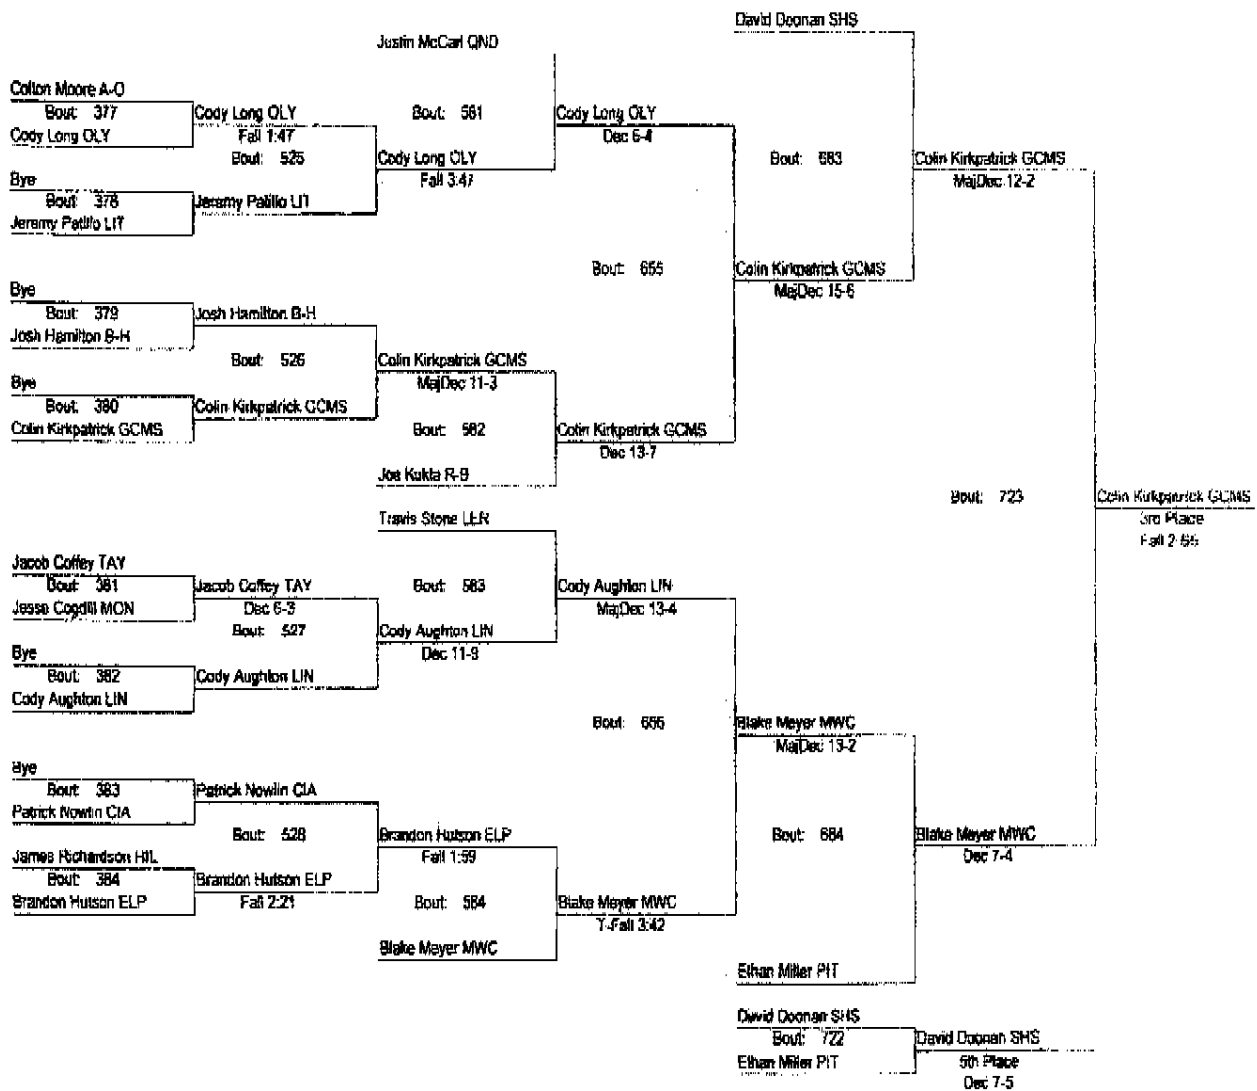 David Doonan SHS
Justin McCarl QND
Colton Moore A-O
Bout: 377
Cody Long OLY
Cody Long OLY
Fall 1:47
Bout: 561
Cody Long OLY
Dec 6-4
Bout: 525
Cody Long OLY
Fall 3:47
Bout: 683
Colin Kirkpatrick GCMS
MajDec 12-2
Bye
Bout: 378
Jeremy Patillo LIT
Jeremy Patillo LIT
Bout: 655
Colin Kirkpatrick GCMS
MajDec 15-6
Bye
Bout: 379
Josh Hamilton B-H
Josh Hamilton B-H
Bout: 526
Colin Kirkpatrick GCMS
MajDec 11-3
Bye
Bout: 380
Colin Kirkpatrick GCMS
Colin Kirkpatrick GCMS
Bout: 562
Colin Kirkpatrick GCMS
Dec 13-7
Joe Kukla R-B
Bout: 723
Colin Kirkpatrick GCMS
3rd Place
Fall 2:55
Travis Stone LER
Jacob Coffey TAY
Bout: 381
Jesse Cogdill MON
Jacob Coffey TAY
Dec 6-3
Bout: 563
Cody Aughton LIN
MajDec 13-4
Bout: 527
Cody Aughton LIN
Dec 11-9
Bye
Bout: 382
Cody Aughton LIN
Cody Aughton LIN
Bout: 656
Blake Meyer MWC
MajDec 13-2
Bye
Bout: 383
Patrick Nowlin CIA
Patrick Nowlin CIA
Bout: 528
Brandon Hutson ELP
Fall 1:59
Bout: 684
Blake Meyer MWC
Dec 7-4
James Richardson HIL
Bout: 384
Brandon Hutson ELP
Brandon Hutson ELP
Fall 2:21
Bout: 564
Blake Meyer MWC
T-Fall 3:42
Blake Meyer MWC
Ethan Miller PIT
David Doonan SHS
Bout: 722
Ethan Miller PIT
David Doonan SHS
5th Place
Dec 7-5